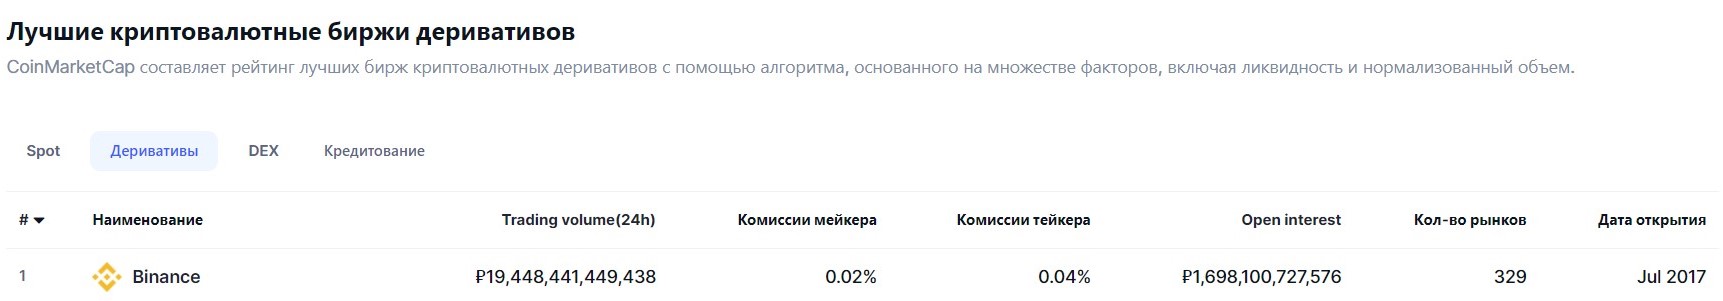 Лучшие криптовалютные биржи деривативов
CoinMarketCap составляет рейтинг лучших бирж криптовалютных деривативов с помощью алгоритма, основанного на множестве факторов, включая ликвидность и нормализованный объем.
Spot Деривативы DEX Кредитование
# Наименование Trading volume(24h) Комиссии мейкера Комиссии тейкера Open interest Кол-во рынков Дата открытия
1 Binance ₽19,448,441,449,438 0.02% 0.04% ₽1,698,100,727,576 329 Jul 2017